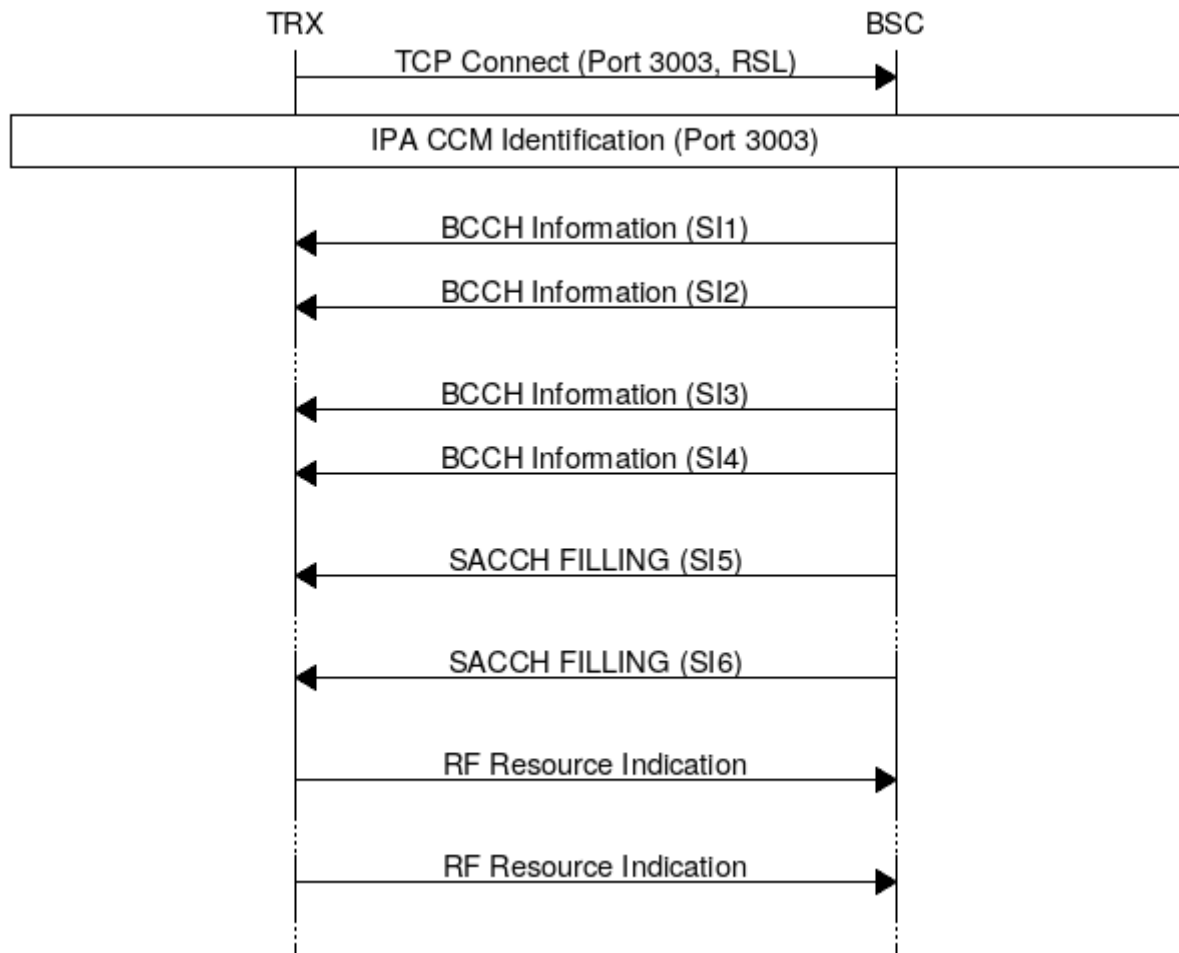 TRX
BSC
TCP Connect (Port 3003, RSL)
IPA CCM Identification (Port 3003)
BCCH Information (SI1)
BCCH Information (SI2)
BCCH Information (SI3)
BCCH Information (SI4)
SACCH FILLING (SI5)
SACCH FILLING (SI6)
RF Resource Indication
RF Resource Indication